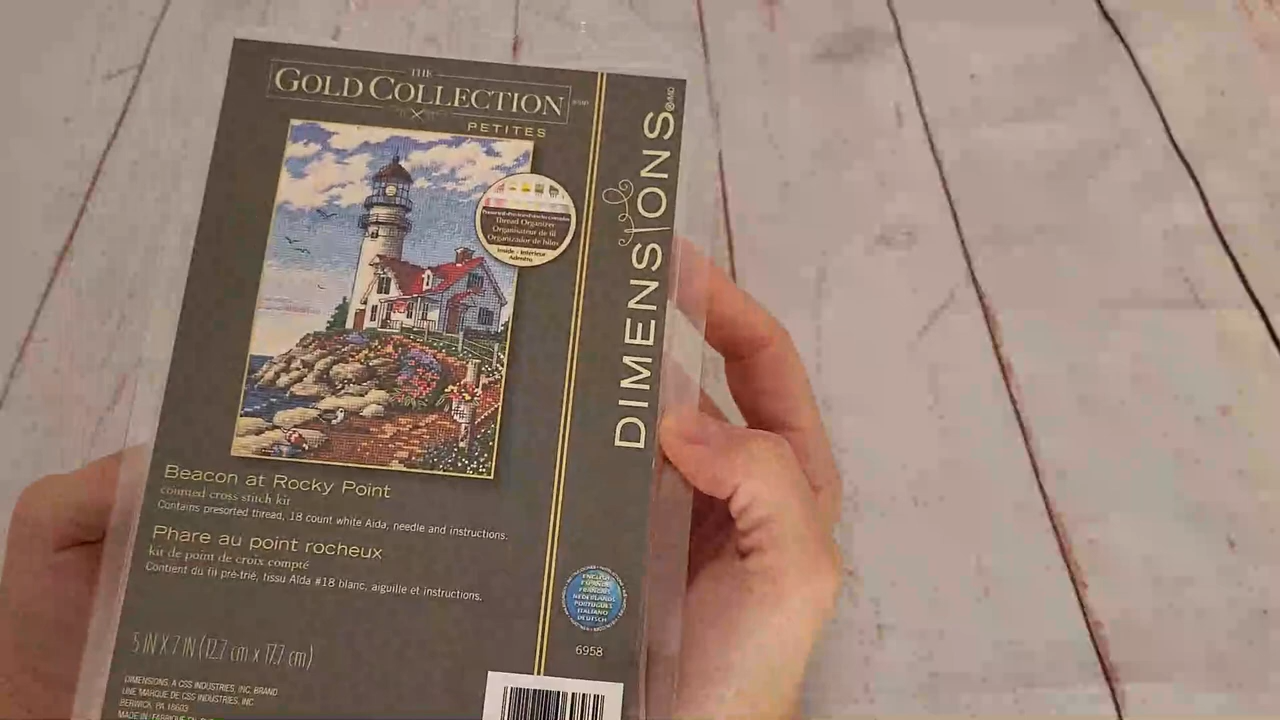 THE
GOLD COLLECTION
PETITES
DIMENSIONS®
Thread Organizer
Organisateur de fil
Organizador de hilos
Inside - Intérieur
Adentro
Beacon at Rocky Point
counted cross stitch kit
Contains presorted thread, 18 count white Aida, needle and instructions.
Phare au point rocheux
kit de point de croix compté
Contient du fil pré-trié, tissu Aïda #18 blanc, aiguille et instructions.
ENGLISH
ESPAÑOL
FRANÇAIS
NEDERLANDS
PORTUGUÊS
ITALIANO
DEUTSCH
6958
5 IN X 7 IN (12.7 cm x 17.7 cm)
DIMENSIONS, A CSS INDUSTRIES, INC. BRAND
UNE MARQUE DE CSS INDUSTRIES, INC.
BERWICK, PA 18603